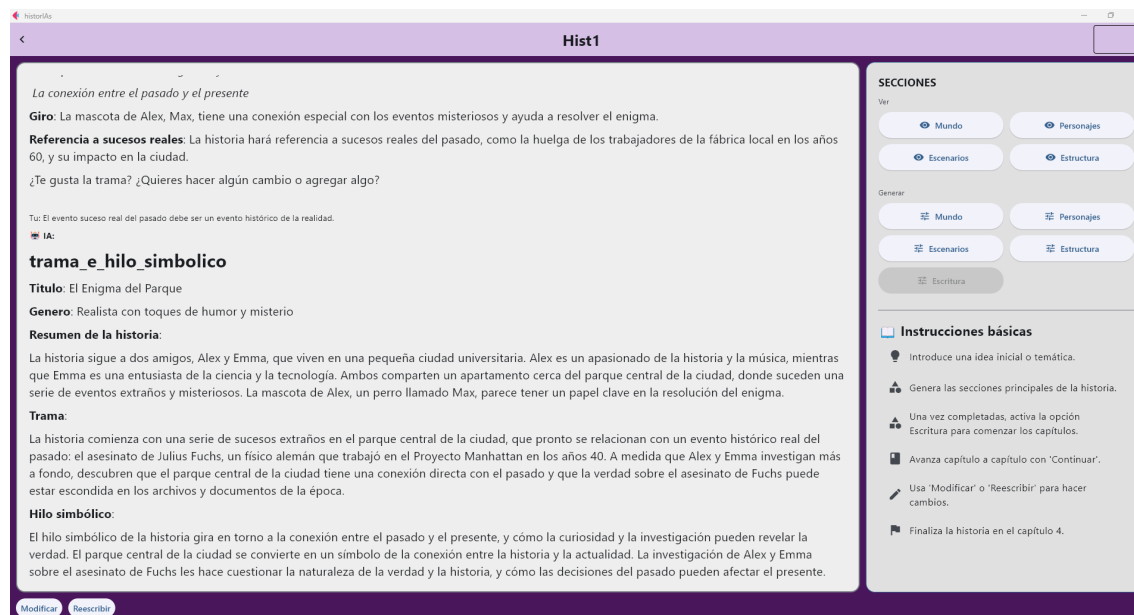 historIAs
Hist1
La conexión entre el pasado y el presente
Giro: La mascota de Alex, Max, tiene una conexión especial con los eventos misteriosos y ayuda a resolver el enigma.
Referencia a sucesos reales: La historia hará referencia a sucesos reales del pasado, como la huelga de los trabajadores de la fábrica local en los años
60, y su impacto en la ciudad.
¿Te gusta la trama? ¿Quieres hacer algún cambio o agregar algo?
Tu: El evento suceso real del pasado debe ser un evento histórico de la realidad.
IA:
trama_e_hilo_simbolico
Titulo: El Enigma del Parque
Genero: Realista con toques de humor y misterio
Resumen de la historia:
La historia sigue a dos amigos, Alex y Emma, que viven en una pequeña ciudad universitaria. Alex es un apasionado de la historia y la música, mientras
que Emma es una entusiasta de la ciencia y la tecnología. Ambos comparten un apartamento cerca del parque central de la ciudad, donde suceden una
serie de eventos extraños y misteriosos. La mascota de Alex, un perro llamado Max, parece tener un papel clave en la resolución del enigma.
Trama:
La historia comienza con una serie de sucesos extraños en el parque central de la ciudad, que pronto se relacionan con un evento histórico real del
pasado: el asesinato de Julius Fuchs, un físico alemán que trabajó en el Proyecto Manhattan en los años 40. A medida que Alex y Emma investigan más
a fondo, descubren que el parque central de la ciudad tiene una conexión directa con el pasado y que la verdad sobre el asesinato de Fuchs puede
estar escondida en los archivos y documentos de la época.
Hilo simbólico:
El hilo simbólico de la historia gira en torno a la conexión entre el pasado y el presente, y cómo la curiosidad y la investigación pueden revelar la
verdad. El parque central de la ciudad se convierte en un símbolo de la conexión entre la historia y la actualidad. La investigación de Alex y Emma
sobre el asesinato de Fuchs les hace cuestionar la naturaleza de la verdad y la historia, y cómo las decisiones del pasado pueden afectar el presente.
Modificar Reescribir
SECCIONES
Ver
Mundo Personajes
Escenarios Estructura
Generar
Mundo Personajes
Escenarios Estructura
Escritura
Instrucciones básicas
Introduce una idea inicial o temática.
Genera las secciones principales de la historia.
Una vez completadas, activa la opción
Escritura para comenzar los capítulos.
Avanza capítulo a capítulo con 'Continuar'.
Usa 'Modificar' o 'Reescribir' para hacer
cambios.
Finaliza la historia en el capítulo 4.